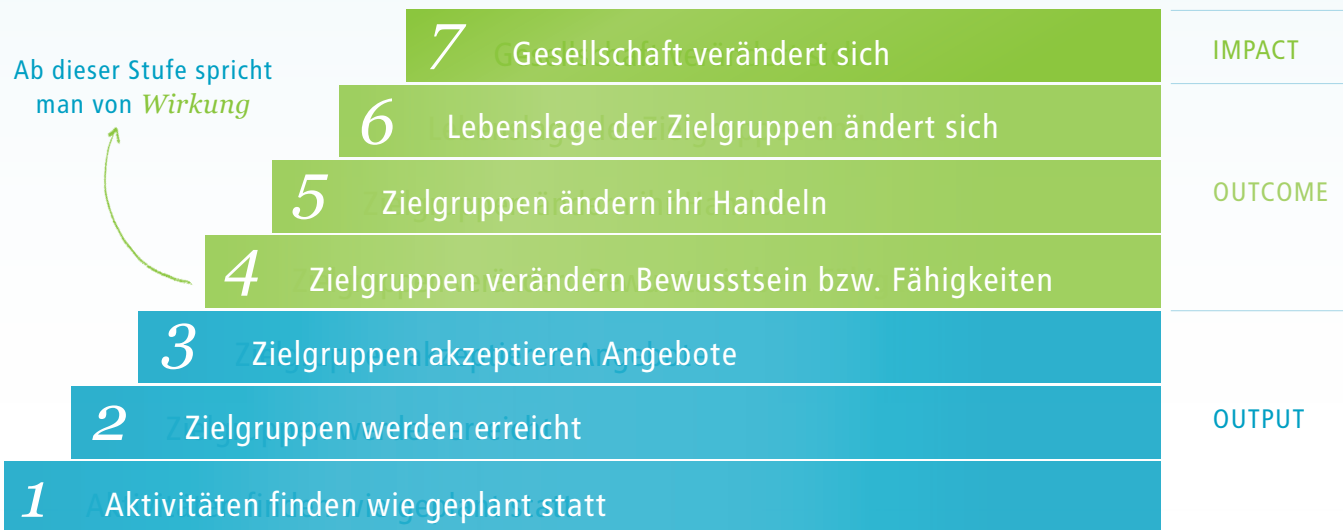 7 Gesellschaft verändert sich
IMPACT
Ab dieser Stufe spricht
man von Wirkung
6 Lebenslage der Zielgruppen ändert sich
5 Zielgruppen ändern ihr Handeln
OUTCOME
4 Zielgruppen verändern Bewusstsein bzw. Fähigkeiten
3 Zielgruppen akzeptieren Angebote
2 Zielgruppen werden erreicht
OUTPUT
1 Aktivitäten finden wie geplant statt